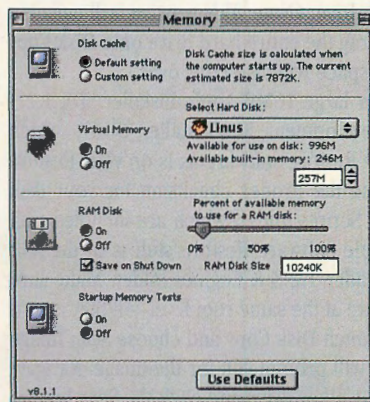 Memory
Disk Cache
Default setting
Custom setting
Disk Cache size is calculated when
the computer starts up. The current
estimated size is 7872K.
Select Hard Disk:
Linus
Virtual Memory
On
Off
Available for use on disk: 996M
Available built-in memory: 246M
257M
RAM Disk
On
Off
Save on Shut Down
Percent of available memory
to use for a RAM disk:
0% 50% 100%
RAM Disk Size 10240K
Startup Memory Tests
On
Off
v8.1.1
Use Defaults